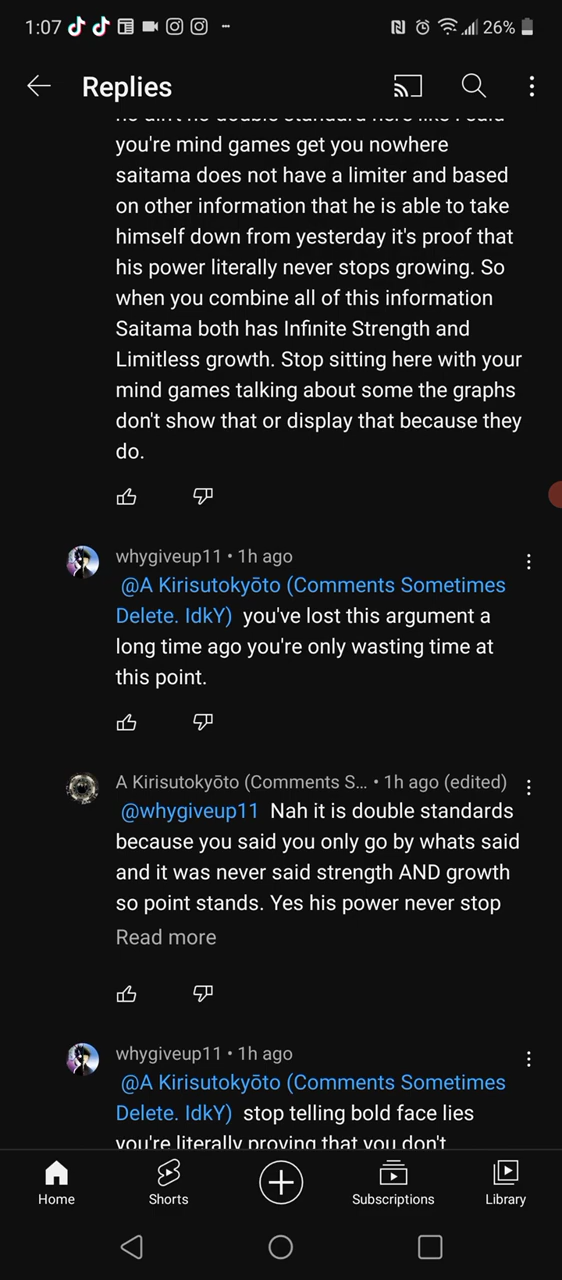 1:07 26%
Replies
you're mind games get you nowhere
saitama does not have a limiter and based
on other information that he is able to take
himself down from yesterday it's proof that
his power literally never stops growing. So
when you combine all of this information
Saitama both has Infinite Strength and
Limitless growth. Stop sitting here with your
mind games talking about some the graphs
don't show that or display that because they
do.
whygiveup11 • 1h ago
@A Kirisutokyōto (Comments Sometimes
Delete. IdkY) you've lost this argument a
long time ago you're only wasting time at
this point.
A Kirisutokyōto (Comments S... • 1h ago (edited)
@whygiveup11 Nah it is double standards
because you said you only go by whats said
and it was never said strength AND growth
so point stands. Yes his power never stop
Read more
whygiveup11 • 1h ago
@A Kirisutokyōto (Comments Sometimes
Delete. IdkY) stop telling bold face lies
you're literally proving that you don't
Home Shorts Subscriptions Library